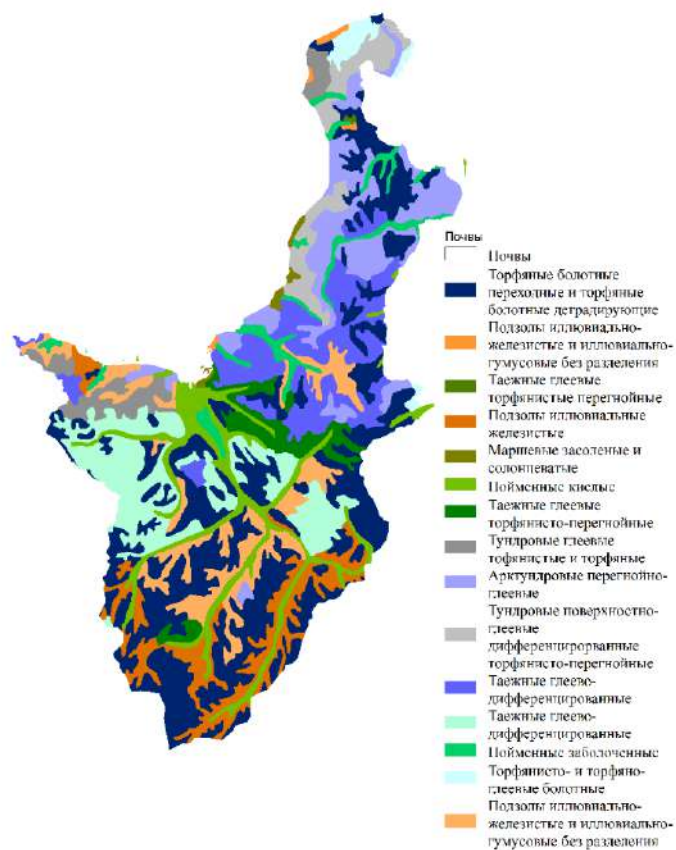 Почвы
Почвы
Торфяные болотные
переходные и торфяные
болотные деградирующие
Подзолы иллювиально-
железистые и иллювиально-
гумусовые без разделения
Таежные глеевые
торфянистые перегнойные
Подзолы иллювиальные
железистые
Маршевые засоленые и
солонцеватые
Пойменные кислые
Таежные глеевые
торфянисто-перегнойные
Тундровые глеевые
тофянистые и торфяные
Арктундровые перегнойно-
глеевые
Тундровые поверхностно-
глеевые
дифференцирорванные
торфянисто-перегнойные
Таежные глеево-
дифференцированные
Таежные глеево-
дифференцированные
Пойменные заболоченные
Торфянисто- и торфяно-
глеевые болотные
Подзолы иллювиально-
железистые и иллювиально-
гумусовые без разделения